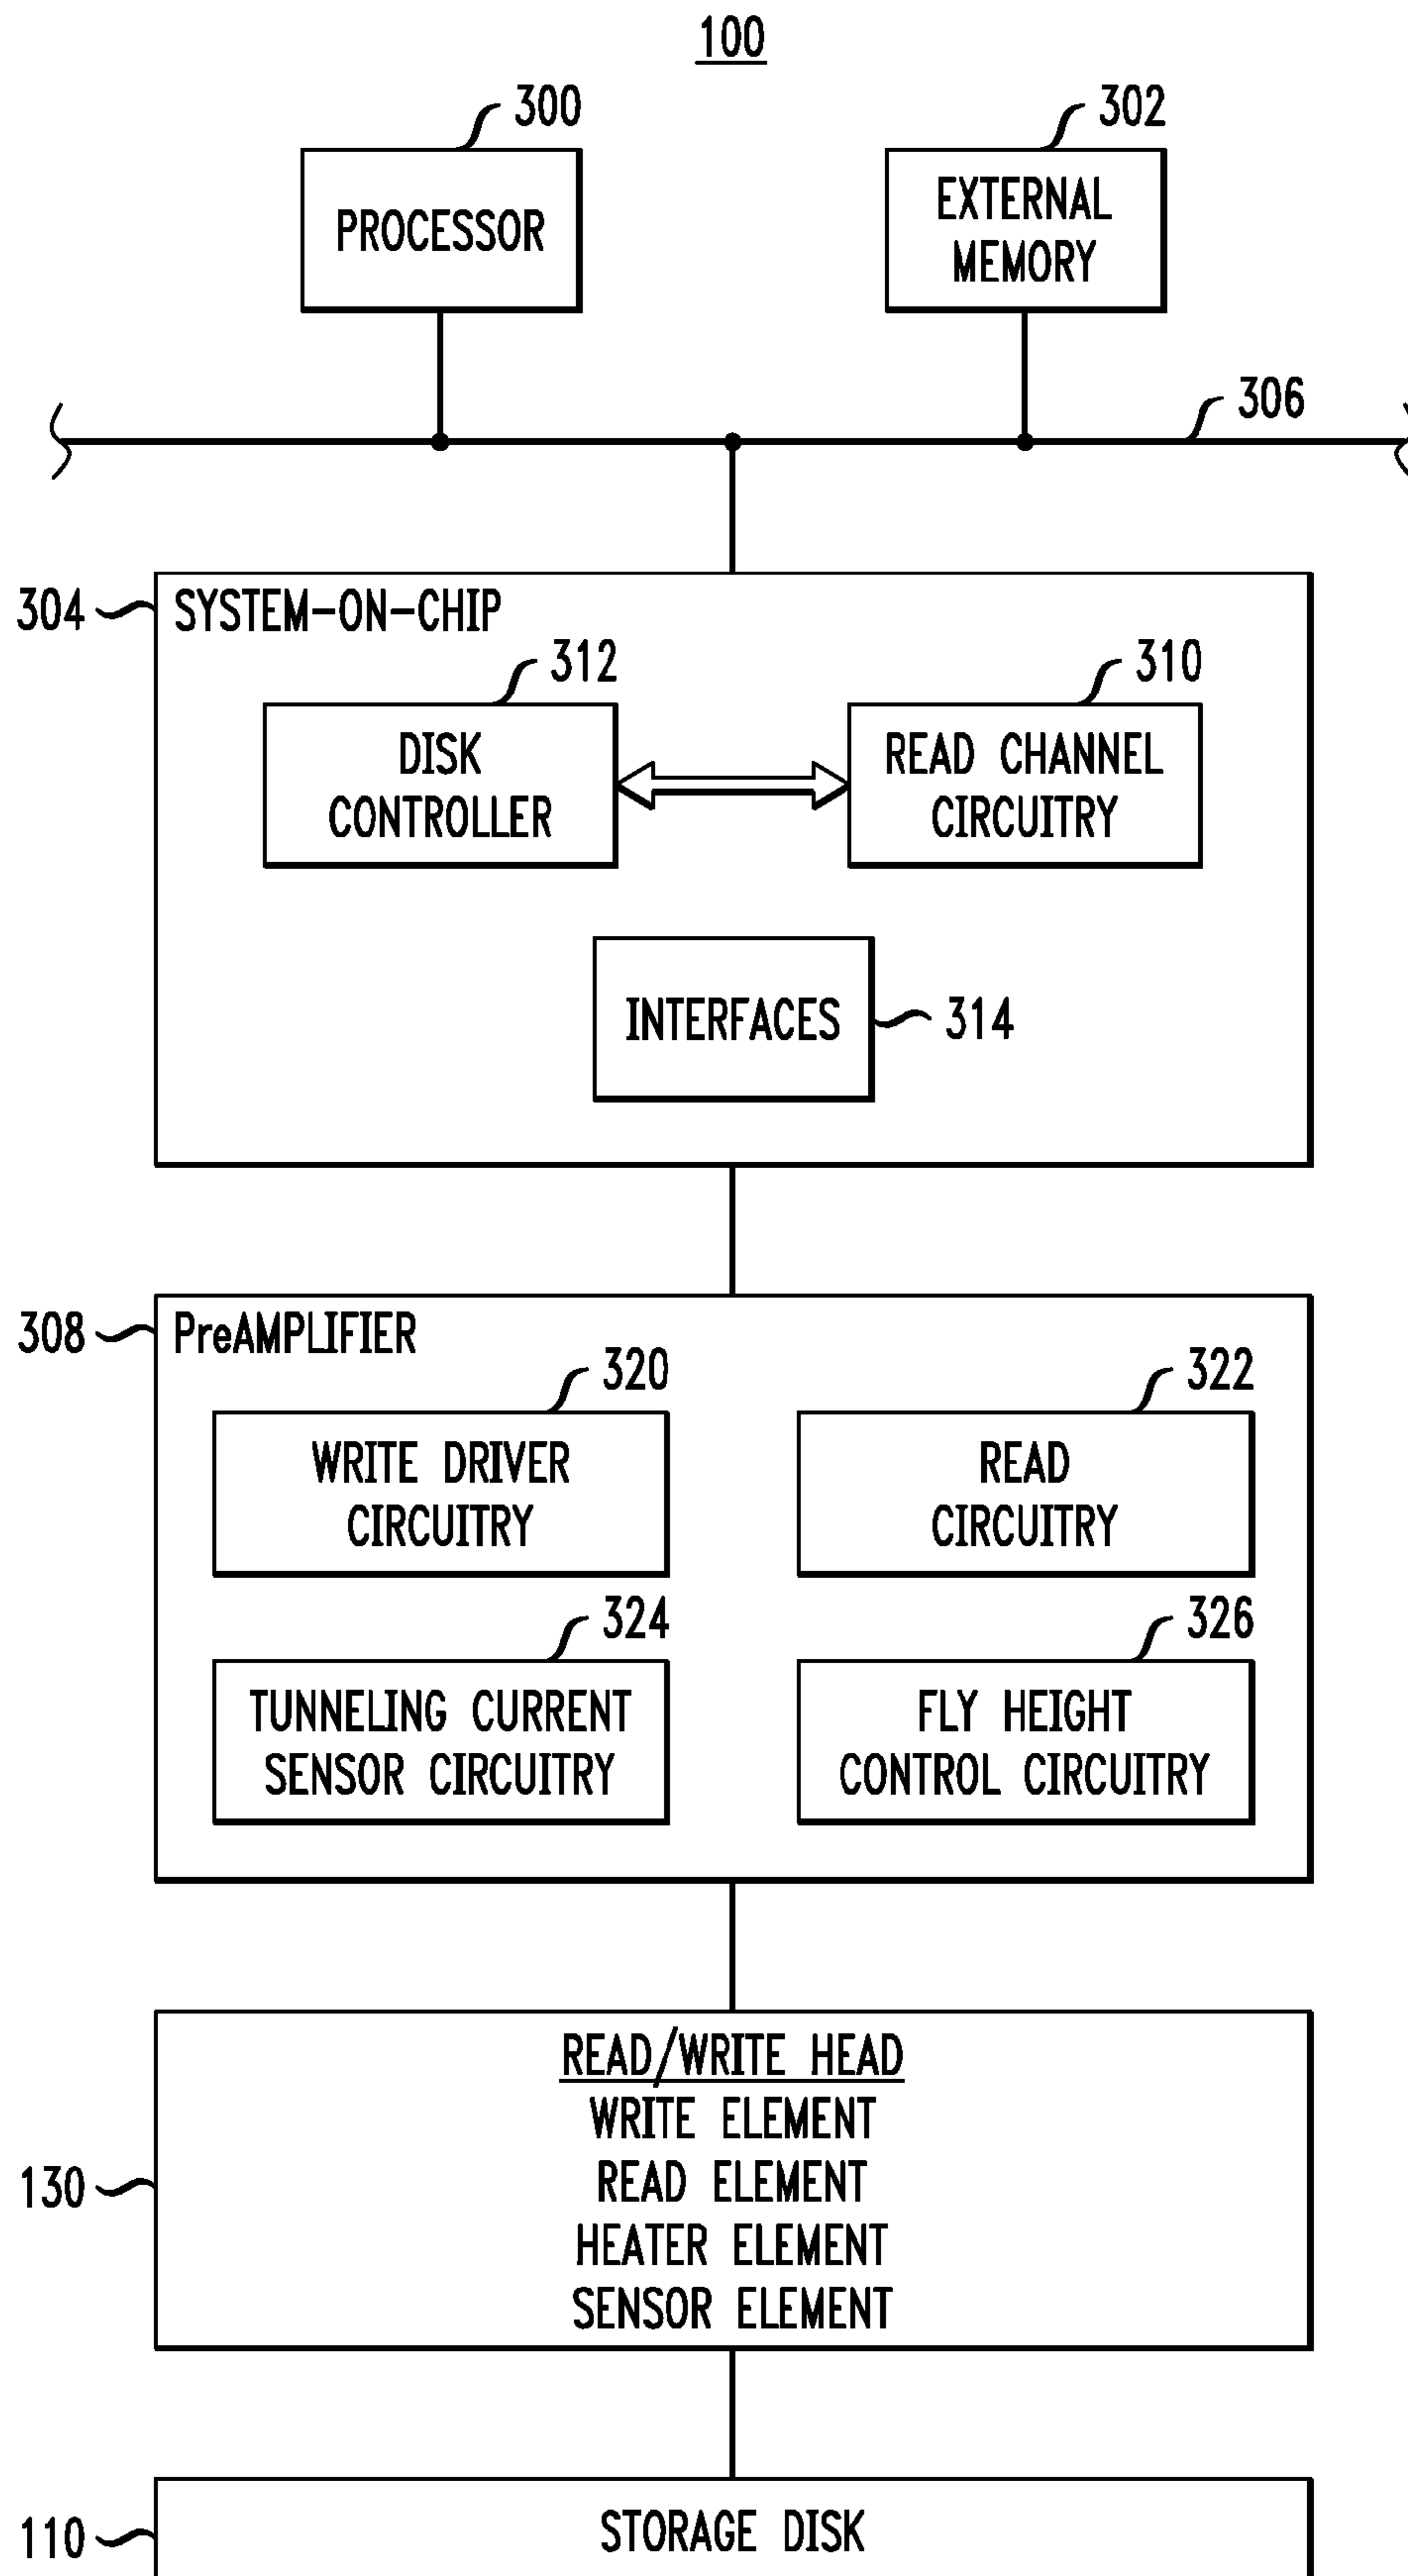 100
300
302
PROCESSOR
EXTERNAL
MEMORY
306
304
SYSTEM-ON-CHIP
312
310
DISK
CONTROLLER
READ CHANNEL
CIRCUITRY
INTERFACES
314
308
PreAMPLIFIER
320
322
WRITE DRIVER
CIRCUITRY
READ
CIRCUITRY
324
326
TUNNELING CURRENT
SENSOR CIRCUITRY
FLY HEIGHT
CONTROL CIRCUITRY
READ/WRITE HEAD
WRITE ELEMENT
READ ELEMENT
HEATER ELEMENT
SENSOR ELEMENT
130
STORAGE DISK
110